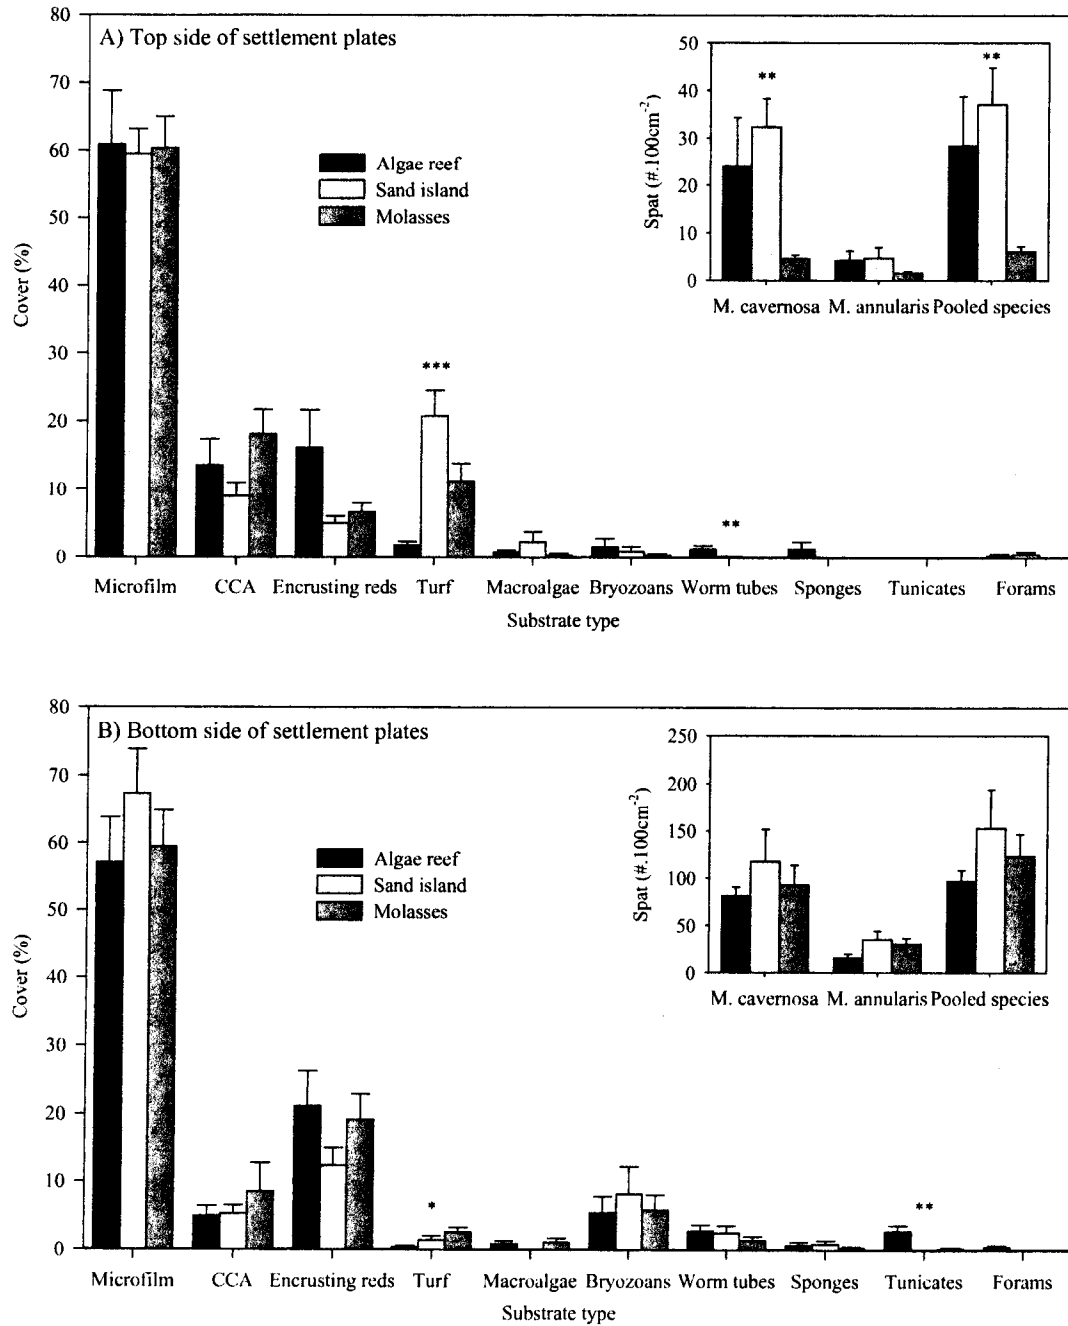 A) Top side of settlement plates
80
70
60
50
40
30
20
10
0
Cover (%)
Algae reef
Sand island
Molasses
***
**
Microfilm CCA Encrusting reds Turf Macroalgae Bryozoans Worm tubes Sponges Tunicates Forams
Substrate type
50
40
30
20
10
0
Spat (#.100cm-2)
**
**
M. cavernosa M. annularis Pooled species
B) Bottom side of settlement plates
80
70
60
50
40
30
20
10
0
Cover (%)
Algae reef
Sand island
Molasses
*
**
Microfilm CCA Encrusting reds Turf Macroalgae Bryozoans Worm tubes Sponges Tunicates Forams
Substrate type
250
200
150
100
50
0
Spat (#.100cm-2)
M. cavernosa M. annularis Pooled species